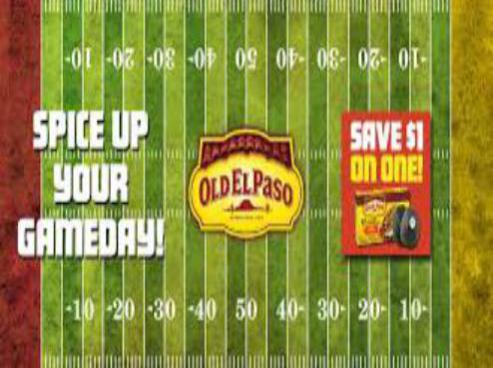 -10 -20 -30 -40 50 40- 30- 20- 10-
SPICE UP
YOUR
GAMEDAY!
OLD EL PASO
SAVE $1
ON ONE!
-10 -20 -30 -40 50 40- 30- 20- 10-